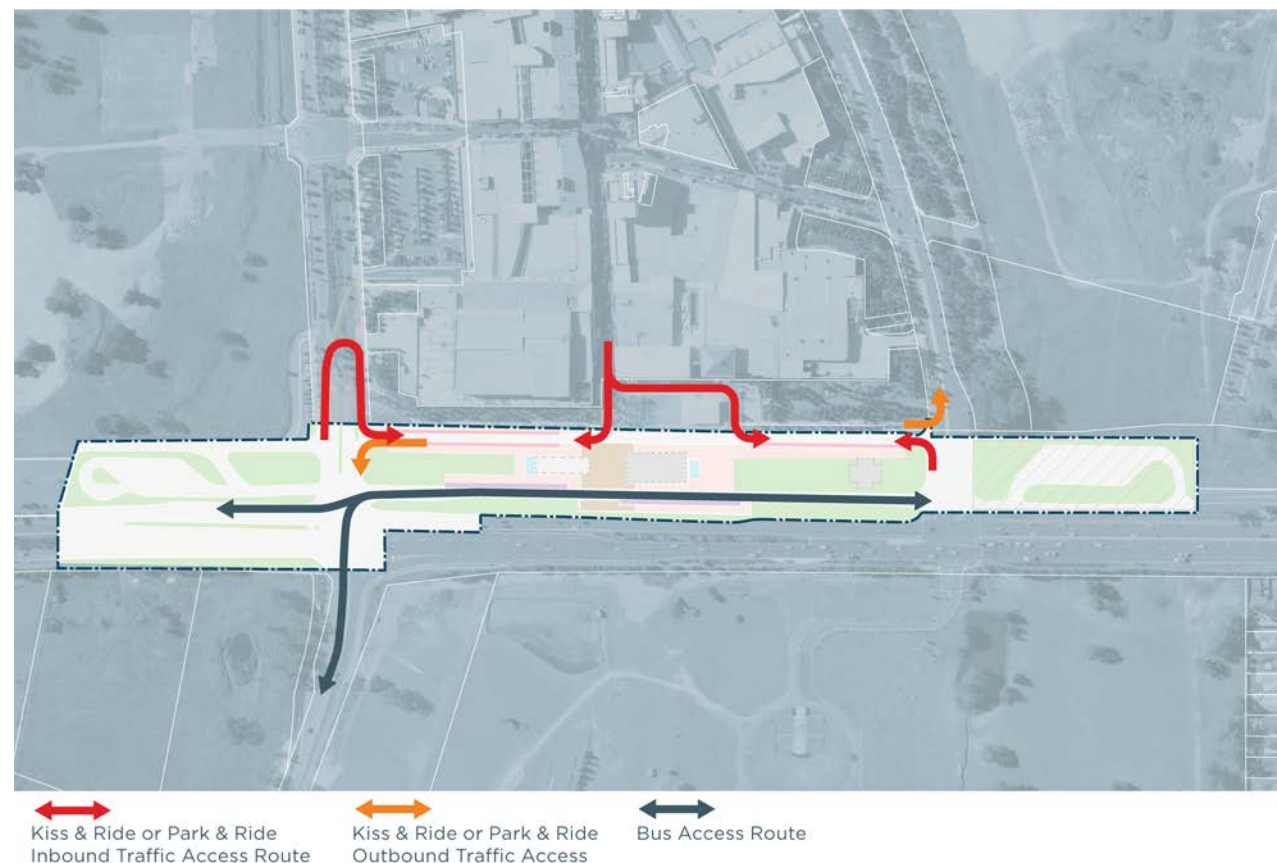 Kiss & Ride or Park & Ride
Inbound Traffic Access Route
Kiss & Ride or Park & Ride
Outbound Traffic Access
Bus Access Route